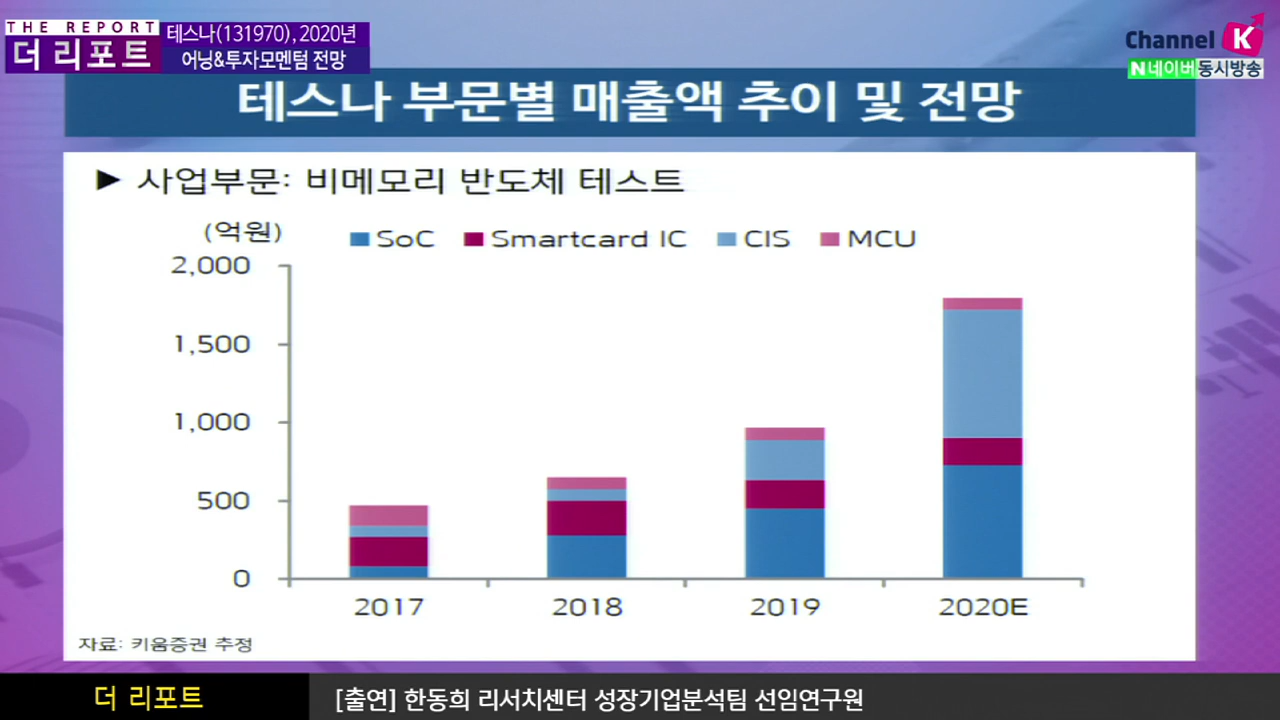 THE REPORT
더 리포트
테스나(131970), 2020년
어닝&투자모멘텀 전망
Channel K
N 네이버 동시방송
테스나 부문별 매출액 추이 및 전망
▶ 사업부문: 비메모리 반도체 테스트
(억원)
SoC Smartcard IC CIS MCU
2,000
1,500
1,000
500
0
2017 2018 2019 2020E
자료: 키움증권 추정
더 리포트
[출연] 한동희 리서치센터 성장기업분석팀 선임연구원